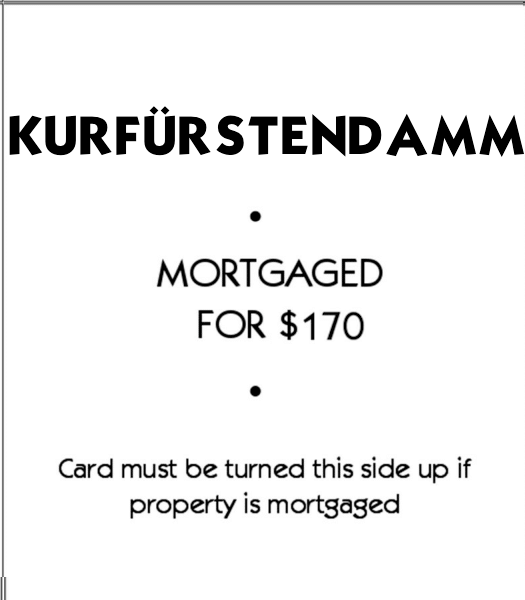 KURFÜRSTENDAMM
•
MORTGAGED
FOR $170
•
Card must be turned this side up if
property is mortgaged